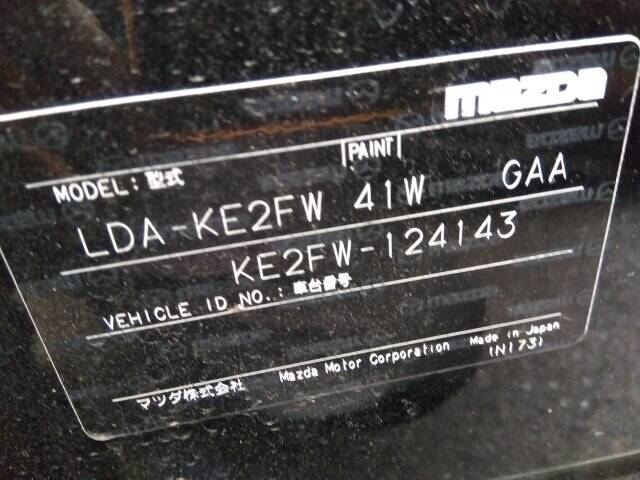 mazda
PAINT
MODEL: 型式
LDA-KE2FW 41W GAA
KE2FW-124143
VEHICLE ID NO.: 車台番号
マツダ株式会社 Mazda Motor Corporation Made in Japan
(N173)